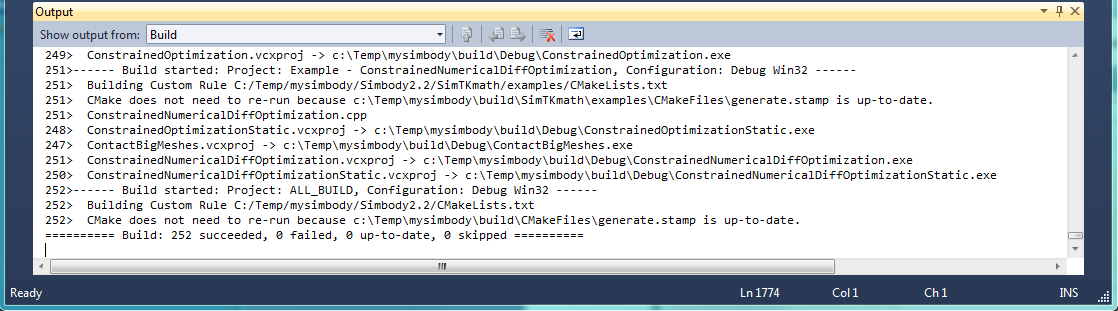 Output
Show output from: Build
249>  ConstrainedOptimization.vcxproj -> c:\Temp\mysimbody\build\Debug\ConstrainedOptimization.exe
251>------ Build started: Project: Example - ConstrainedNumericalDiffOptimization, Configuration: Debug Win32 ------
251>  Building Custom Rule C:/Temp/mysimbody/Simbody2.2/SimTKmath/examples/CMakeLists.txt
251>  CMake does not need to re-run because c:\Temp\mysimbody\build\SimTKmath\examples\CMakeFiles\generate.stamp is up-to-date.
251>  ConstrainedNumericalDiffOptimization.cpp
248>  ConstrainedOptimizationStatic.vcxproj -> c:\Temp\mysimbody\build\Debug\ConstrainedOptimizationStatic.exe
247>  ContactBigMeshes.vcxproj -> c:\Temp\mysimbody\build\Debug\ContactBigMeshes.exe
251>  ConstrainedNumericalDiffOptimization.vcxproj -> c:\Temp\mysimbody\build\Debug\ConstrainedNumericalDiffOptimization.exe
250>  ConstrainedNumericalDiffOptimizationStatic.vcxproj -> c:\Temp\mysimbody\build\Debug\ConstrainedNumericalDiffOptimizationStatic.exe
252>------ Build started: Project: ALL_BUILD, Configuration: Debug Win32 ------
252>  Building Custom Rule C:/Temp/mysimbody/Simbody2.2/CMakeLists.txt
252>  CMake does not need to re-run because c:\Temp\mysimbody\build\CMakeFiles\generate.stamp is up-to-date.
========== Build: 252 succeeded, 0 failed, 0 up-to-date, 0 skipped ==========
Ready Ln 1774 Col 1 Ch 1 INS